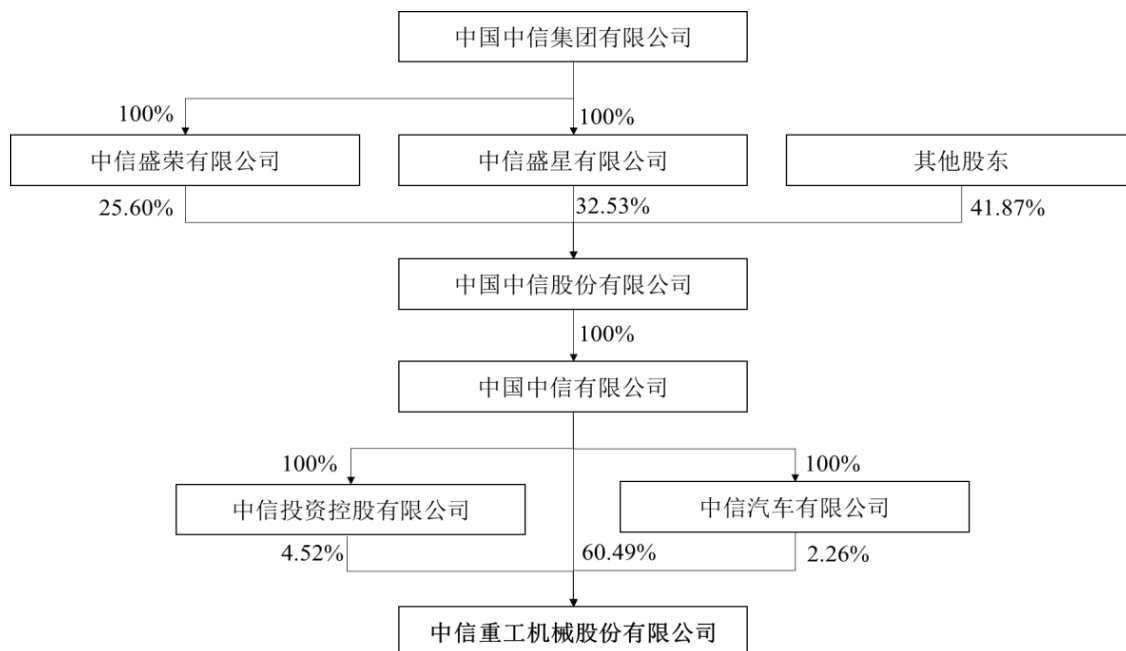 中国中信集团有限公司
100%
100%
中信盛荣有限公司
中信盛星有限公司
其他股东
25.60%
32.53%
41.87%
中国中信股份有限公司
100%
中国中信有限公司
100%
100%
中信投资控股有限公司
中信汽车有限公司
4.52%
60.49%
2.26%
中信重工机械股份有限公司